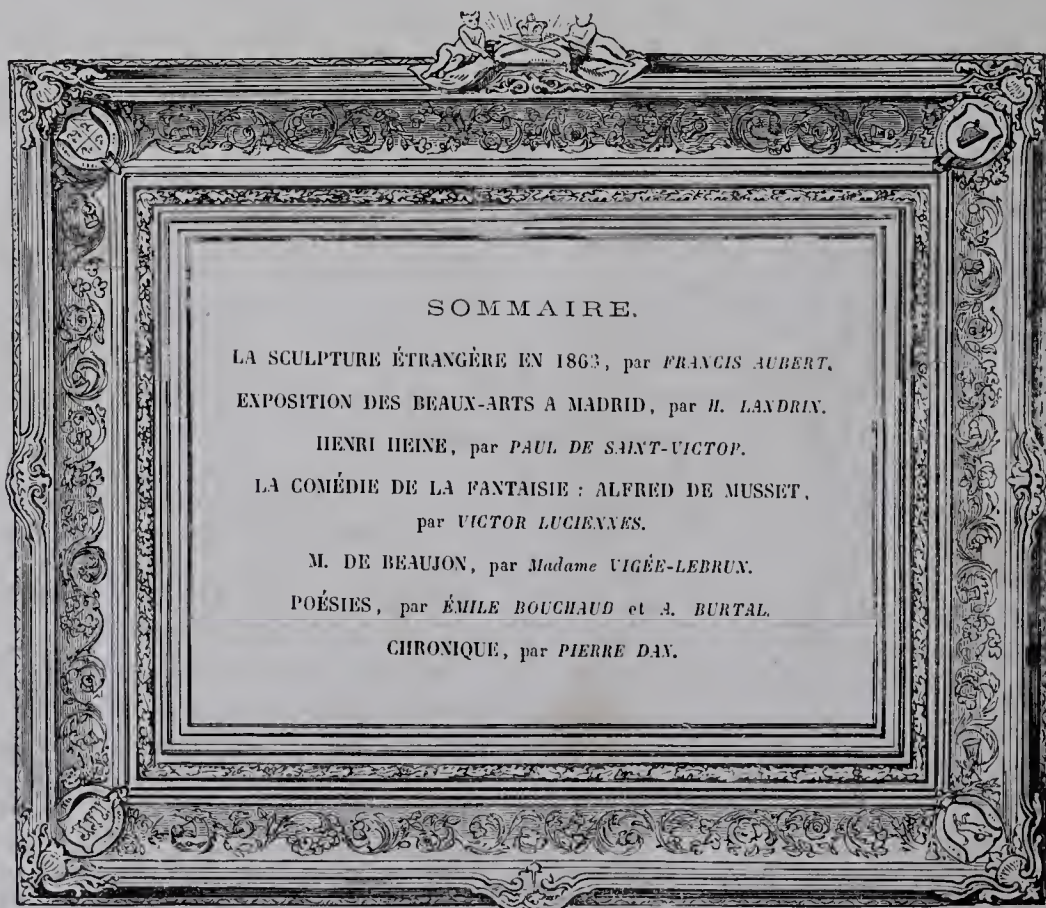 SOMMAIRE.
LA SCULPTURE ÉTRANGÈRE EN 1863, par FRANCIS AUBERT.
EXPOSITION DES BEAUX-ARTS A MADRID, par H. LANDRIN.
HENRI HEINE, par PAUL DE SAINT-VICTOR.
LA COMÉDIE DE LA FANTAISIE : ALFRED DE MUSSET,
par VICTOR LUCIENNES.
M. DE BEAUJON, par Madame VIGÉE-LEBRUN.
POÉSIES, par ÉMILE BOUCHAUD et A. BURTAL.
CHRONIQUE, par PIERRE DAX.